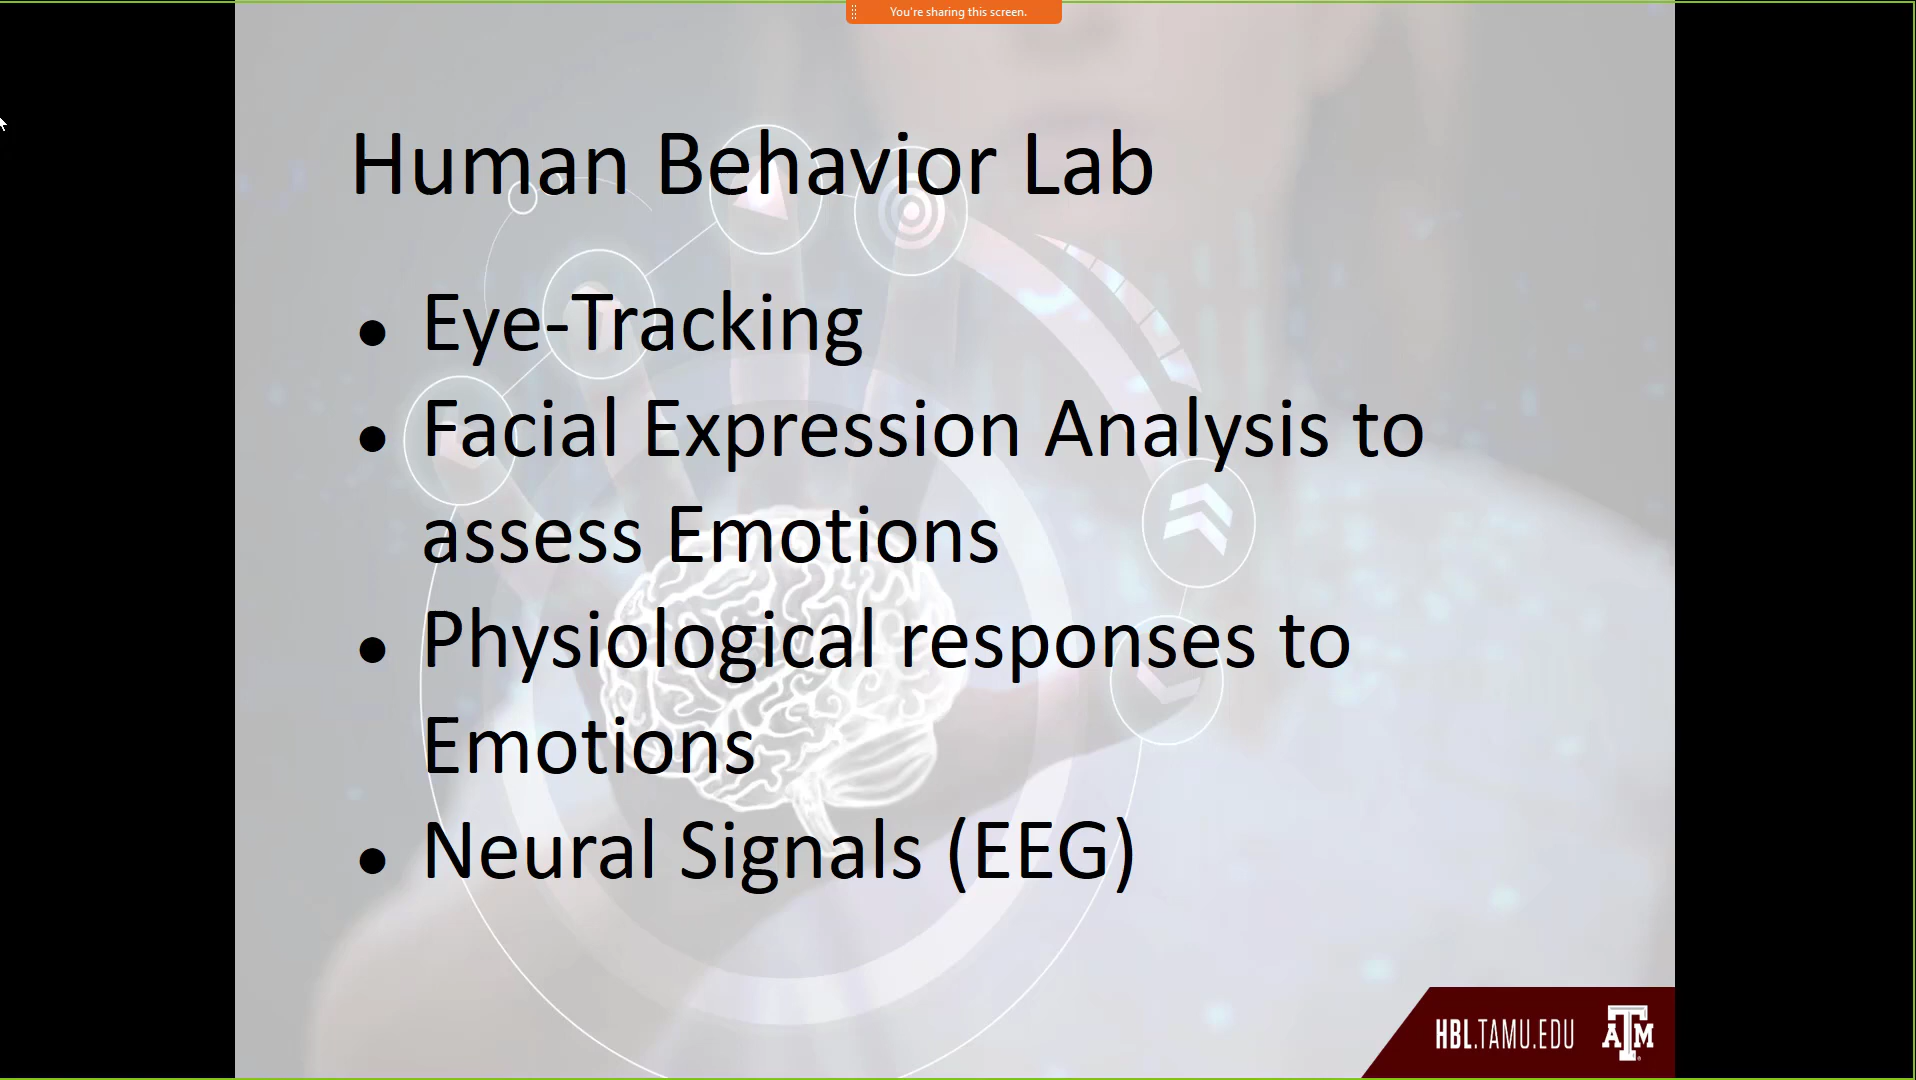 You're sharing this screen.
Human Behavior Lab
● Eye-Tracking
● Facial Expression Analysis to
assess Emotions
● Physiological responses to
Emotions
● Neural Signals (EEG)
HBL.TAMU.EDU
ATM